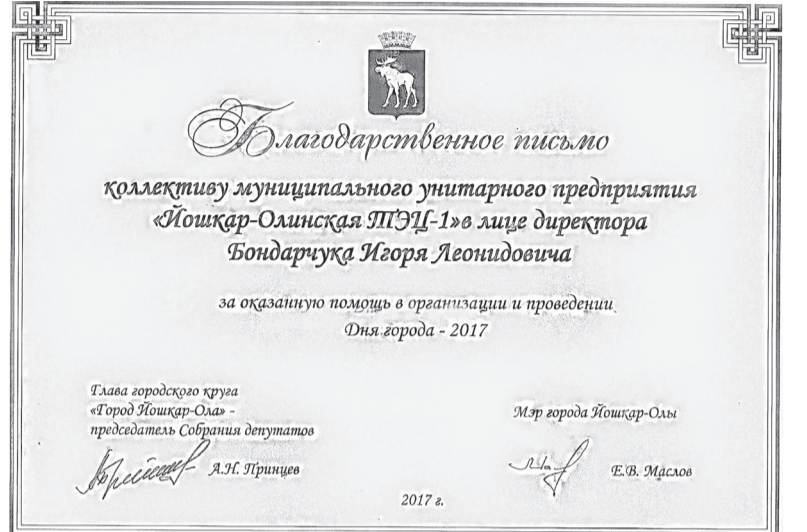 Благодарственное письмо
коллективу муниципального унитарного предприятия
«Йошкар-Олинская ТЭЦ-1»в лице директора
Бондарчука Игоря Леонидовича
за оказанную помощь в организации и проведении
Дня города - 2017
Глава городского круга
«Город Йошкар-Ола» -
председатель Собрания депутатов
А.Н. Принцев
Мэр города Йошкар-Олы
Е.В. Маслов
2017 г.